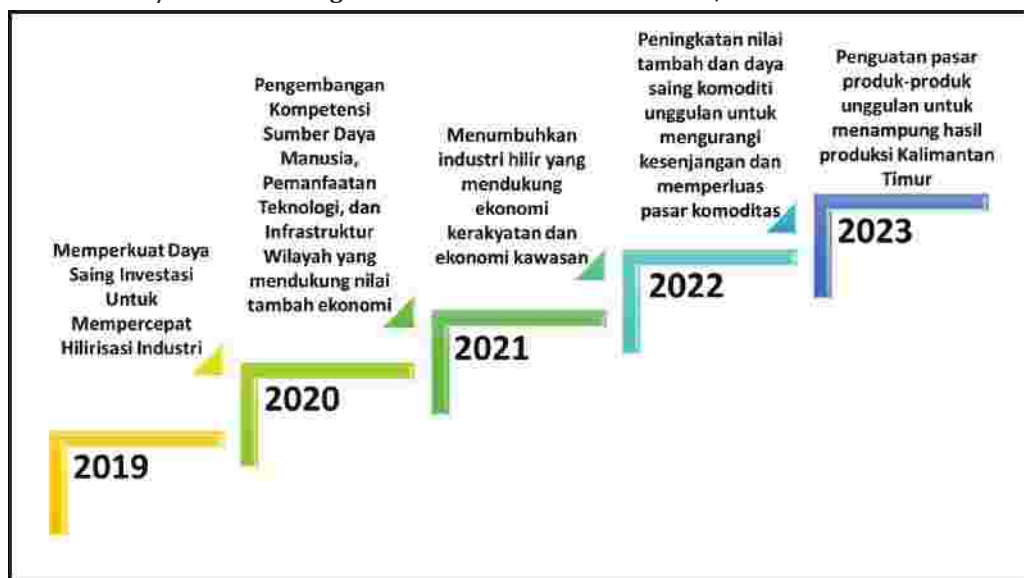 Memperkuat Daya
Saing Investasi
Untuk
Mempercepat
Hilirisasi Industri
2019
Pengembangan
Kompetensi
Sumber Daya
Manusia,
Pemanfaatan
Teknologi, dan
Infrastruktur
Wilayah yang
mendukung nilai
tambah ekonomi
2020
Menumbuhkan
industri hilir yang
mendukung
ekonomi
kerakyatan dan
ekonomi kawasan
2021
Peningkatan nilai
tambah dan daya
saing komoditi
unggulan untuk
mengurangi
kesenjangan dan
memperluas
pasar komoditas
2022
Penguatan pasar
produk-produk
unggulan untuk
menampung hasil
produksi Kalimantan
Timur
2023